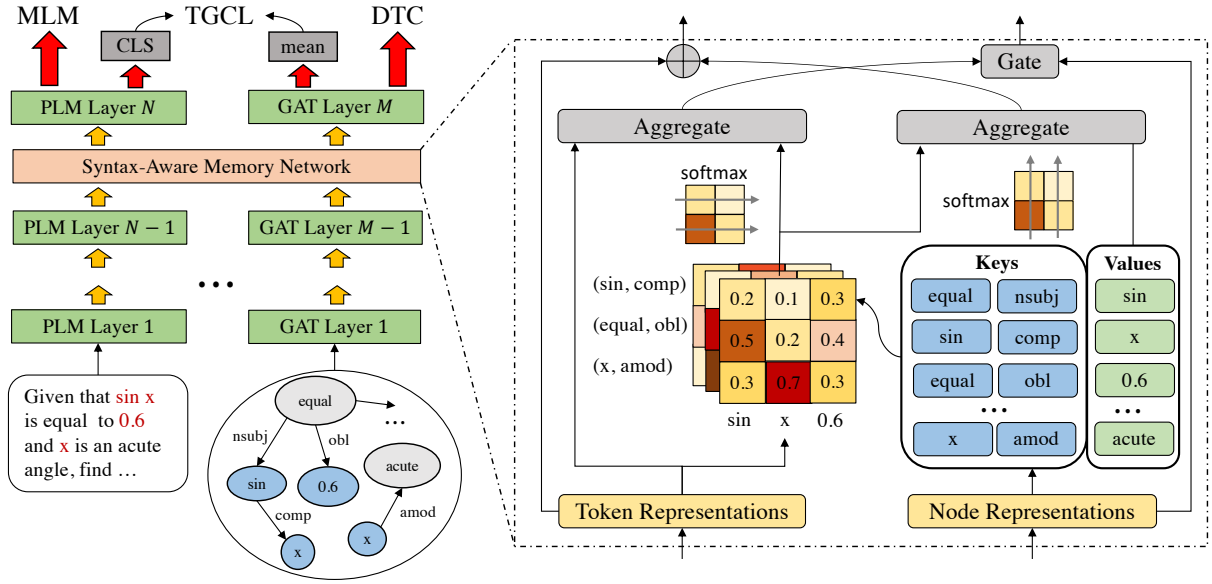 MLM
TGCL
DTC
CLS
mean
PLM Layer N
GAT Layer M
Syntax-Aware Memory Network
PLM Layer N − 1
GAT Layer M − 1
...
PLM Layer 1
GAT Layer 1
Given that sin x
is equal to 0.6
and x is an acute
angle, find ...
equal
...
nsubj
obl
acute
sin
0.6
comp
amod
x
x
Gate
Aggregate
Aggregate
softmax
softmax
(sin, comp)
(equal, obl)
(x, amod)
0.2 0.1 0.3
0.5 0.2 0.4
0.3 0.7 0.3
sin x 0.6
Keys
Values
equal nsubj sin
sin comp x
equal obl 0.6
... ...
x amod acute
Token Representations
Node Representations